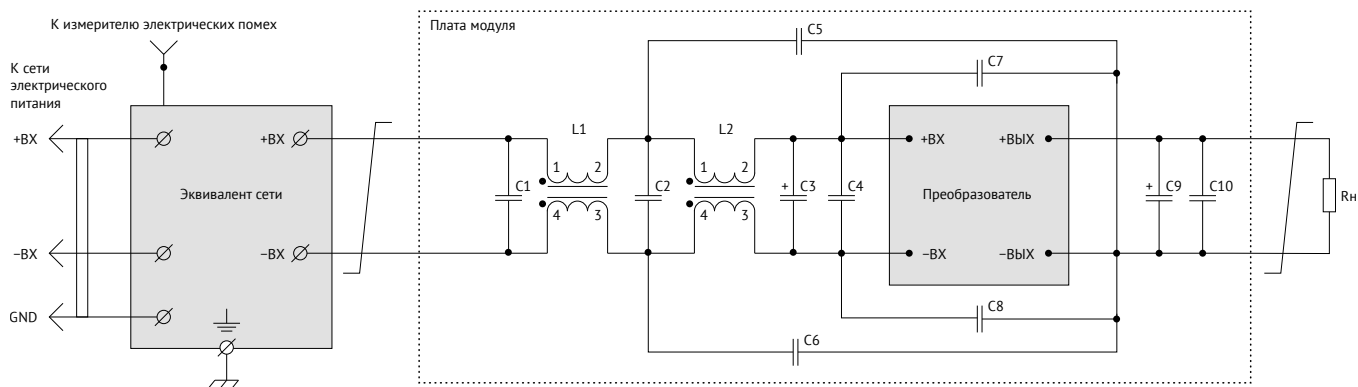 К измерителю электрических помех
Плата модуля
C5
К сети
электрического
питания
C7
+ВХ
+ВХ
L1
L2
+ВХ
+ВЫХ
1
2
1
2
Эквивалент сети
C1
C2
+
C3
C4
Преобразователь
+
C9
C10
Rн
4
3
4
3
−ВХ
−ВХ
−ВХ
−ВЫХ
GND
C8
C6